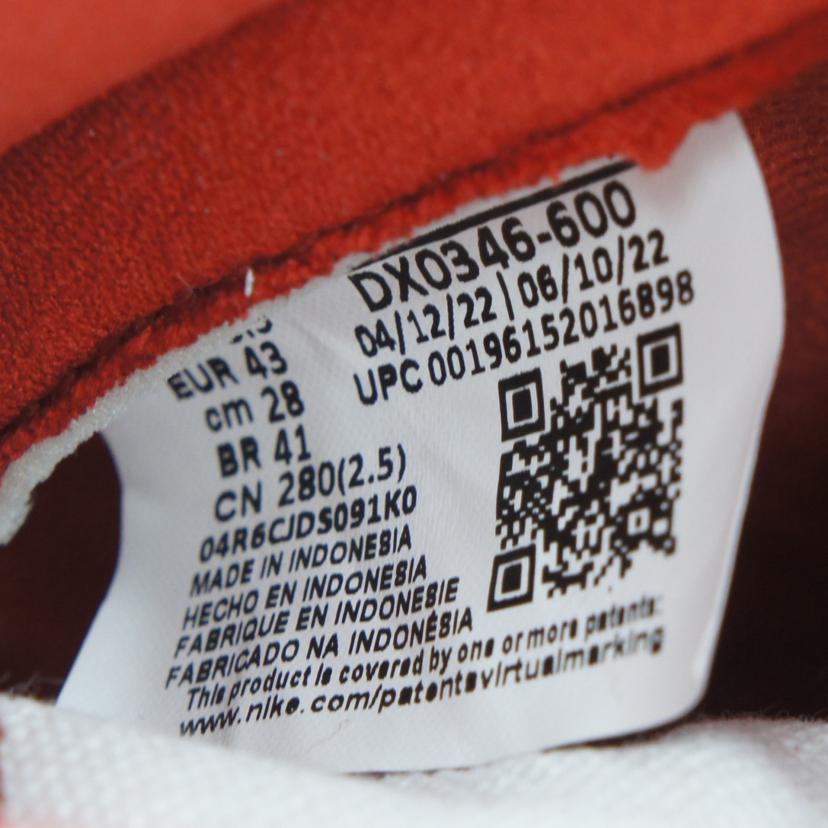 DX0346-600
04/12/22 | 06/10/22
UPC 00196152016898
EUR 43
cm 28
BR 41
CN 280(2.5)
04R6CJDS091K0
MADE IN INDONESIA
HECHO EN INDONESIA
FABRIQUE EN INDONESIE
FABRICADO NA INDONÉSIA
This product is covered by one or more patents:
www.nike.com/patentsvirtualmarking